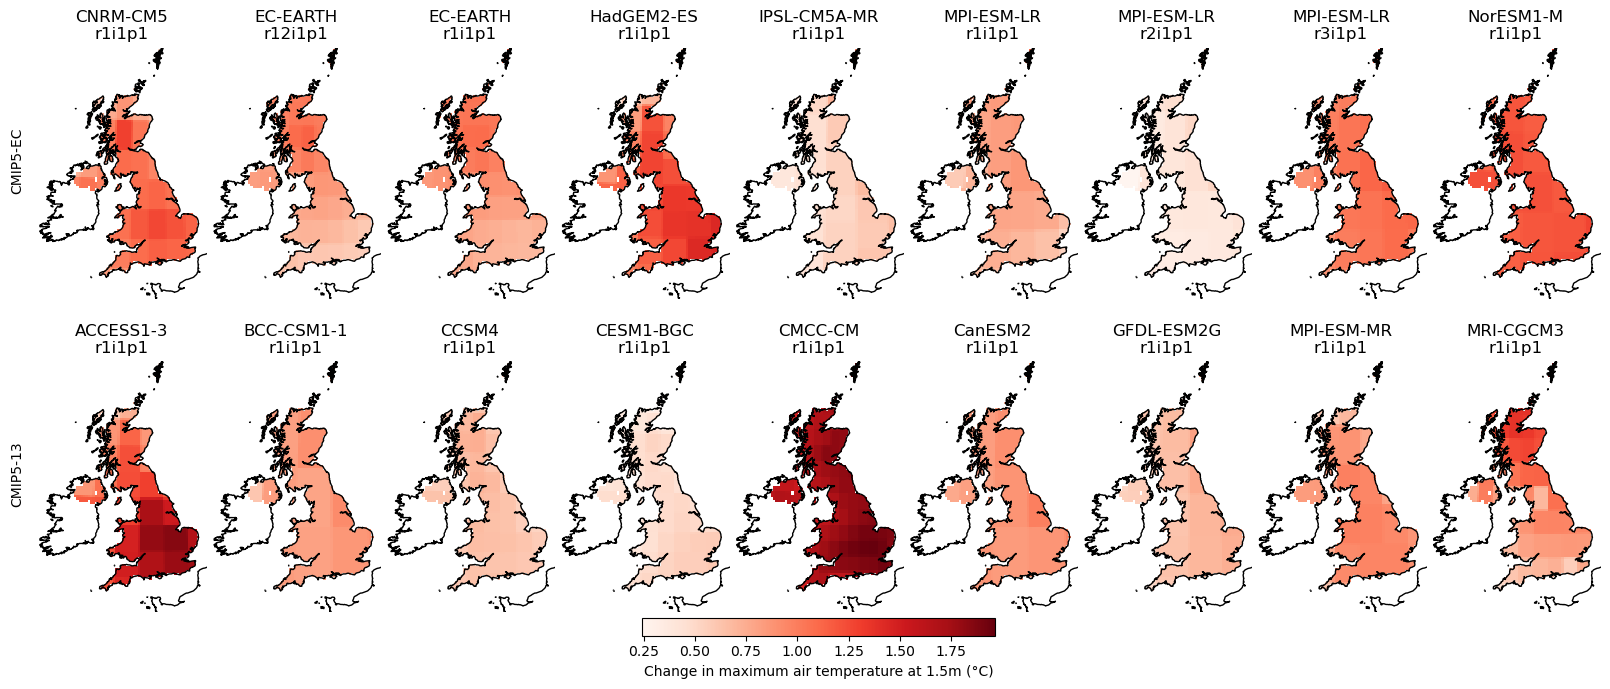 CNRM-CM5 EC-EARTH EC-EARTH HadGEM2-ES IPSL-CM5A-MR MPI-ESM-LR MPI-ESM-LR MPI-ESM-LR NorESM1-M
r1i1p1 r12i1p1 r1i1p1 r1i1p1 r1i1p1 r1i1p1 r2i1p1 r3i1p1 r1i1p1
CMIP5-EC
ACCESS1-3 BCC-CSM1-1 CCSM4 CESM1-BGC CMCC-CM CanESM2 GFDL-ESM2G MPI-ESM-MR MRI-CGCM3
r1i1p1 r1i1p1 r1i1p1 r1i1p1 r1i1p1 r1i1p1 r1i1p1 r1i1p1 r1i1p1
CMIP5-13
0.25 0.50 0.75 1.00 1.25 1.50 1.75
Change in maximum air temperature at 1.5m (°C)